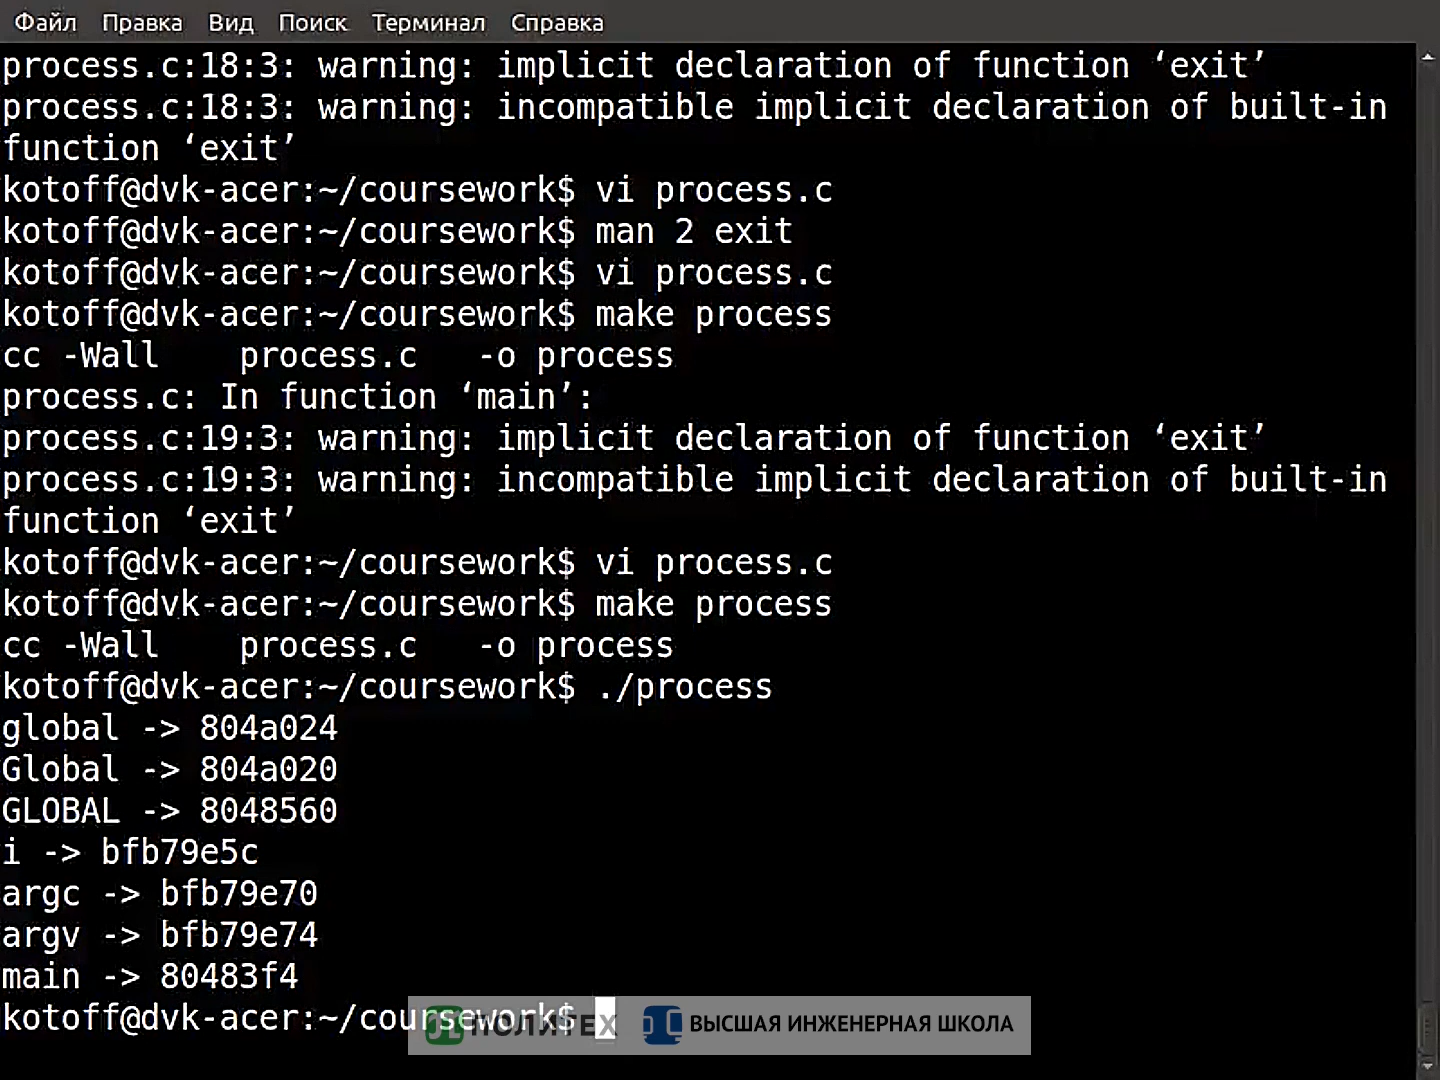 Файл Правка Вид Поиск Терминал Справка
process.c:18:3: warning: implicit declaration of function ‘exit’
process.c:18:3: warning: incompatible implicit declaration of built-in
function ‘exit’
kotoff@dvk-acer:~/coursework$ vi process.c
kotoff@dvk-acer:~/coursework$ man 2 exit
kotoff@dvk-acer:~/coursework$ vi process.c
kotoff@dvk-acer:~/coursework$ make process
cc -Wall    process.c   -o process
process.c: In function ‘main’:
process.c:19:3: warning: implicit declaration of function ‘exit’
process.c:19:3: warning: incompatible implicit declaration of built-in
function ‘exit’
kotoff@dvk-acer:~/coursework$ vi process.c
kotoff@dvk-acer:~/coursework$ make process
cc -Wall    process.c   -o process
kotoff@dvk-acer:~/coursework$ ./process
global -> 804a024
Global -> 804a020
GLOBAL -> 8048560
i -> bfb79e5c
argc -> bfb79e70
argv -> bfb79e74
main -> 80483f4
kotoff@dvk-acer:~/coursework$
ПОЛИТЕХ ВЫСШАЯ ИНЖЕНЕРНАЯ ШКОЛА